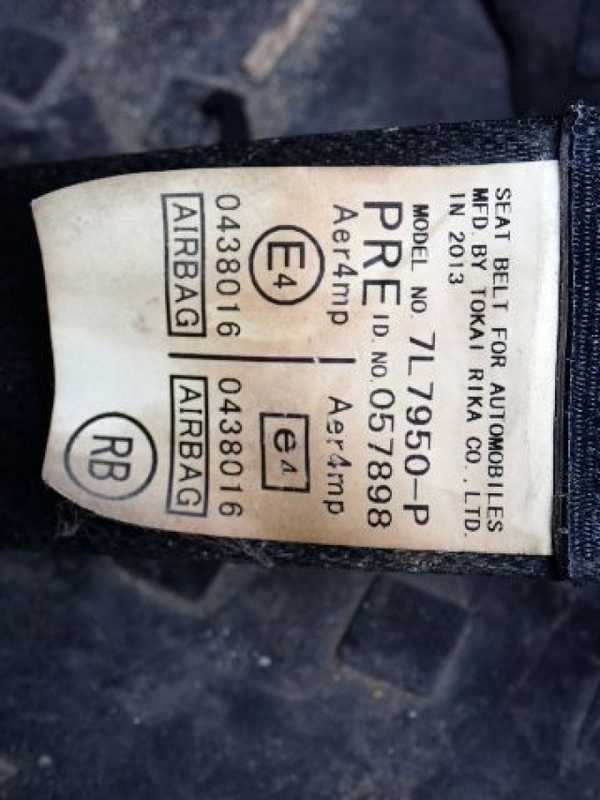 SEAT BELT FOR AUTOMOBILES
MFD. BY TOKAI RIKA CO., LTD.
IN 2013
MODEL NO. 7L7950-P
PRE ID. NO. 057898
Aer4mp Aer4mp
E4 e4
0438016 0438016
AIRBAG AIRBAG
RB